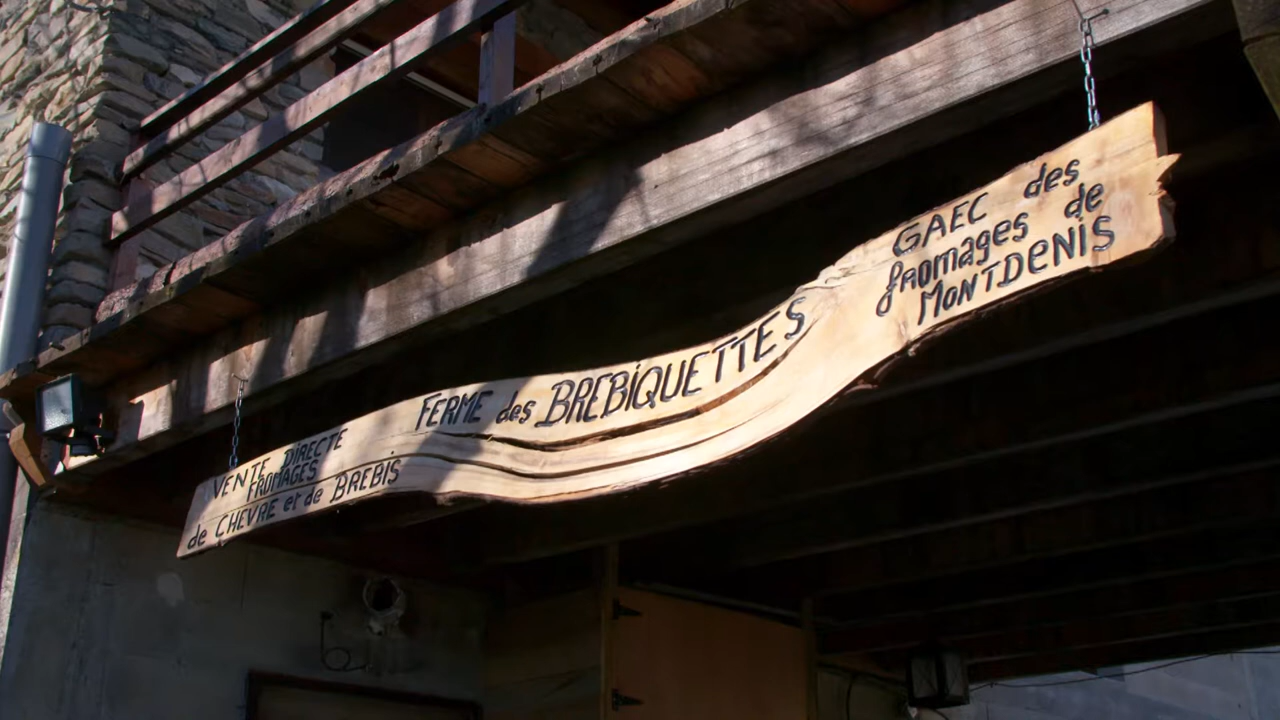 VENTE DIRECTE
FROMAGES
de CHEVRE et de BREBIS
FERME des BREBiQUETTES
GAEC des
fromages de
MONTDENIS